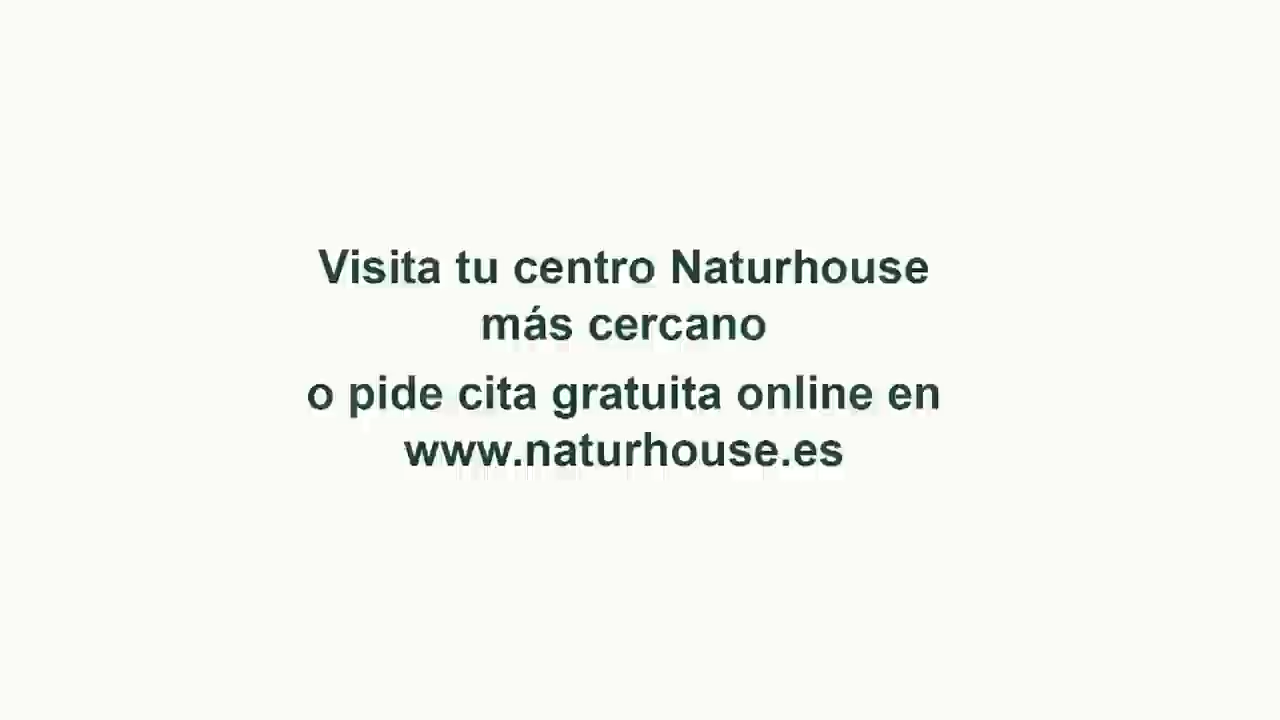 Visita tu centro Naturhouse
más cercano
o pide cita gratuita online en
www.naturhouse.es